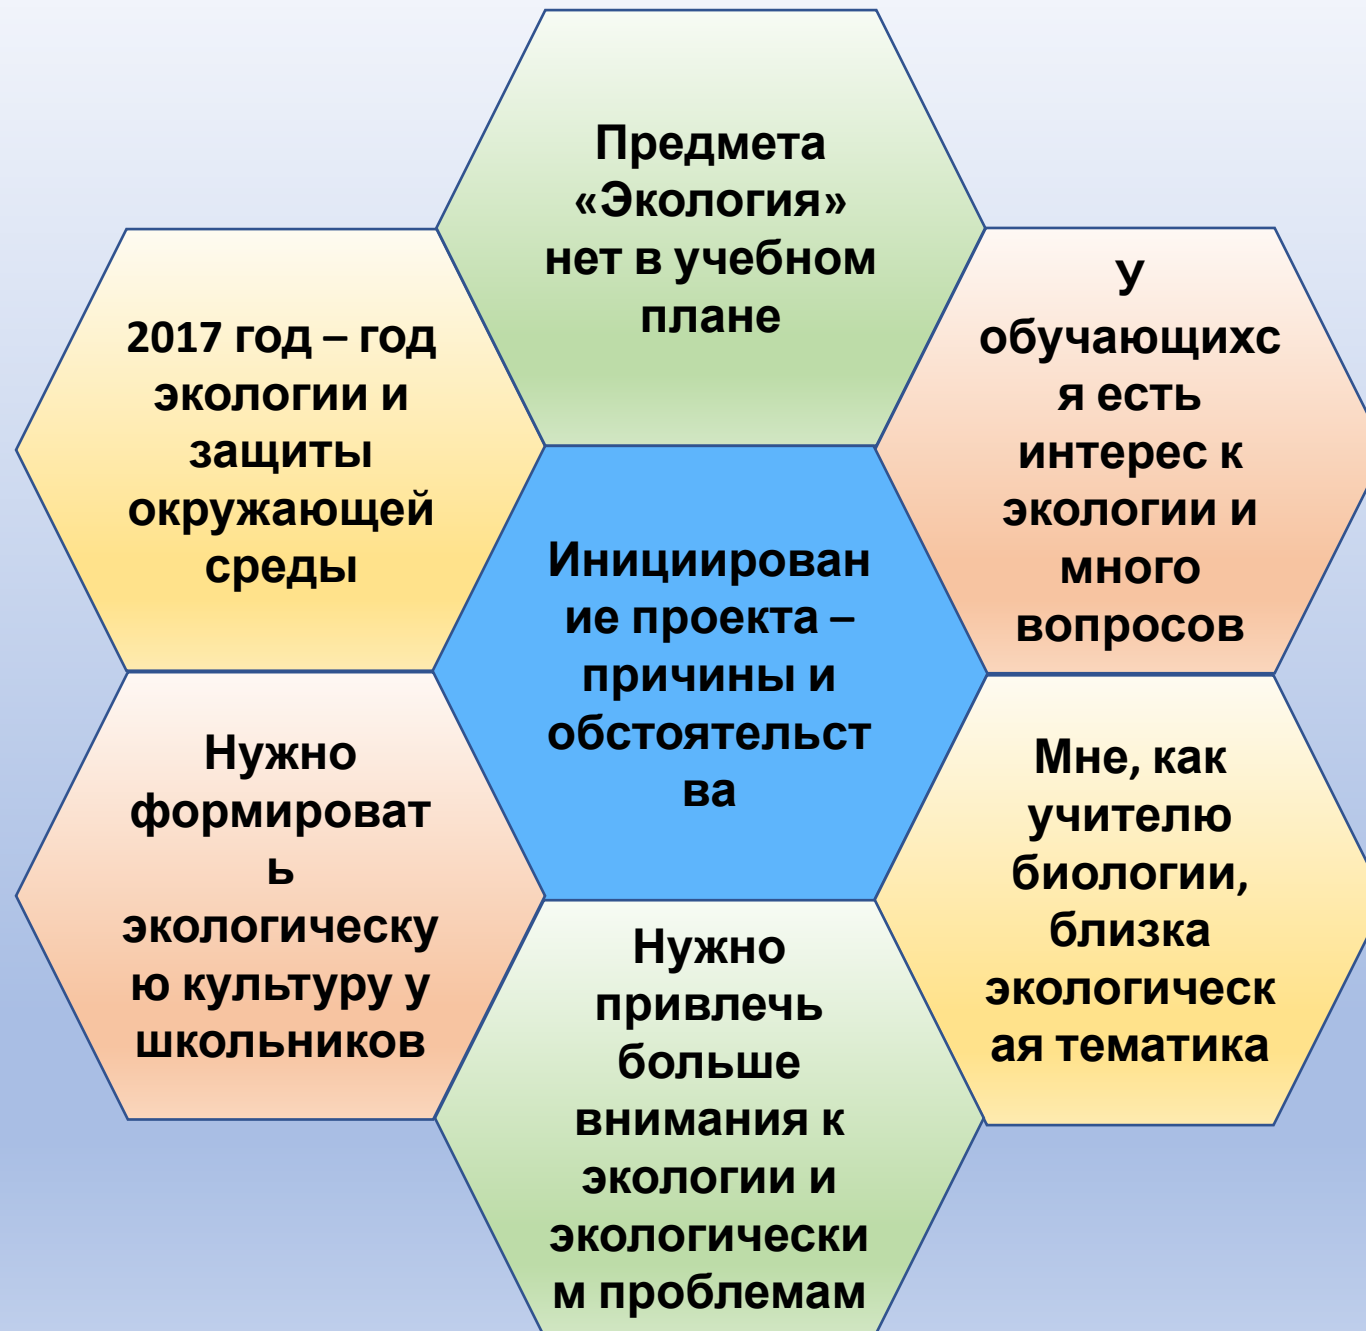 Предмета
«Экология»
нет в учебном
плане
2017 год – год
экологии и
защиты
окружающей
среды
У
обучающихс
я есть
интерес к
экологии и
много
вопросов
Инициирован
ие проекта –
причины и
обстоятельст
ва
Нужно
формироват
ь
экологическу
ю культуру у
школьников
Мне, как
учителю
биологии,
близка
экологическ
ая тематика
Нужно
привлечь
больше
внимания к
экологии и
экологически
м проблемам